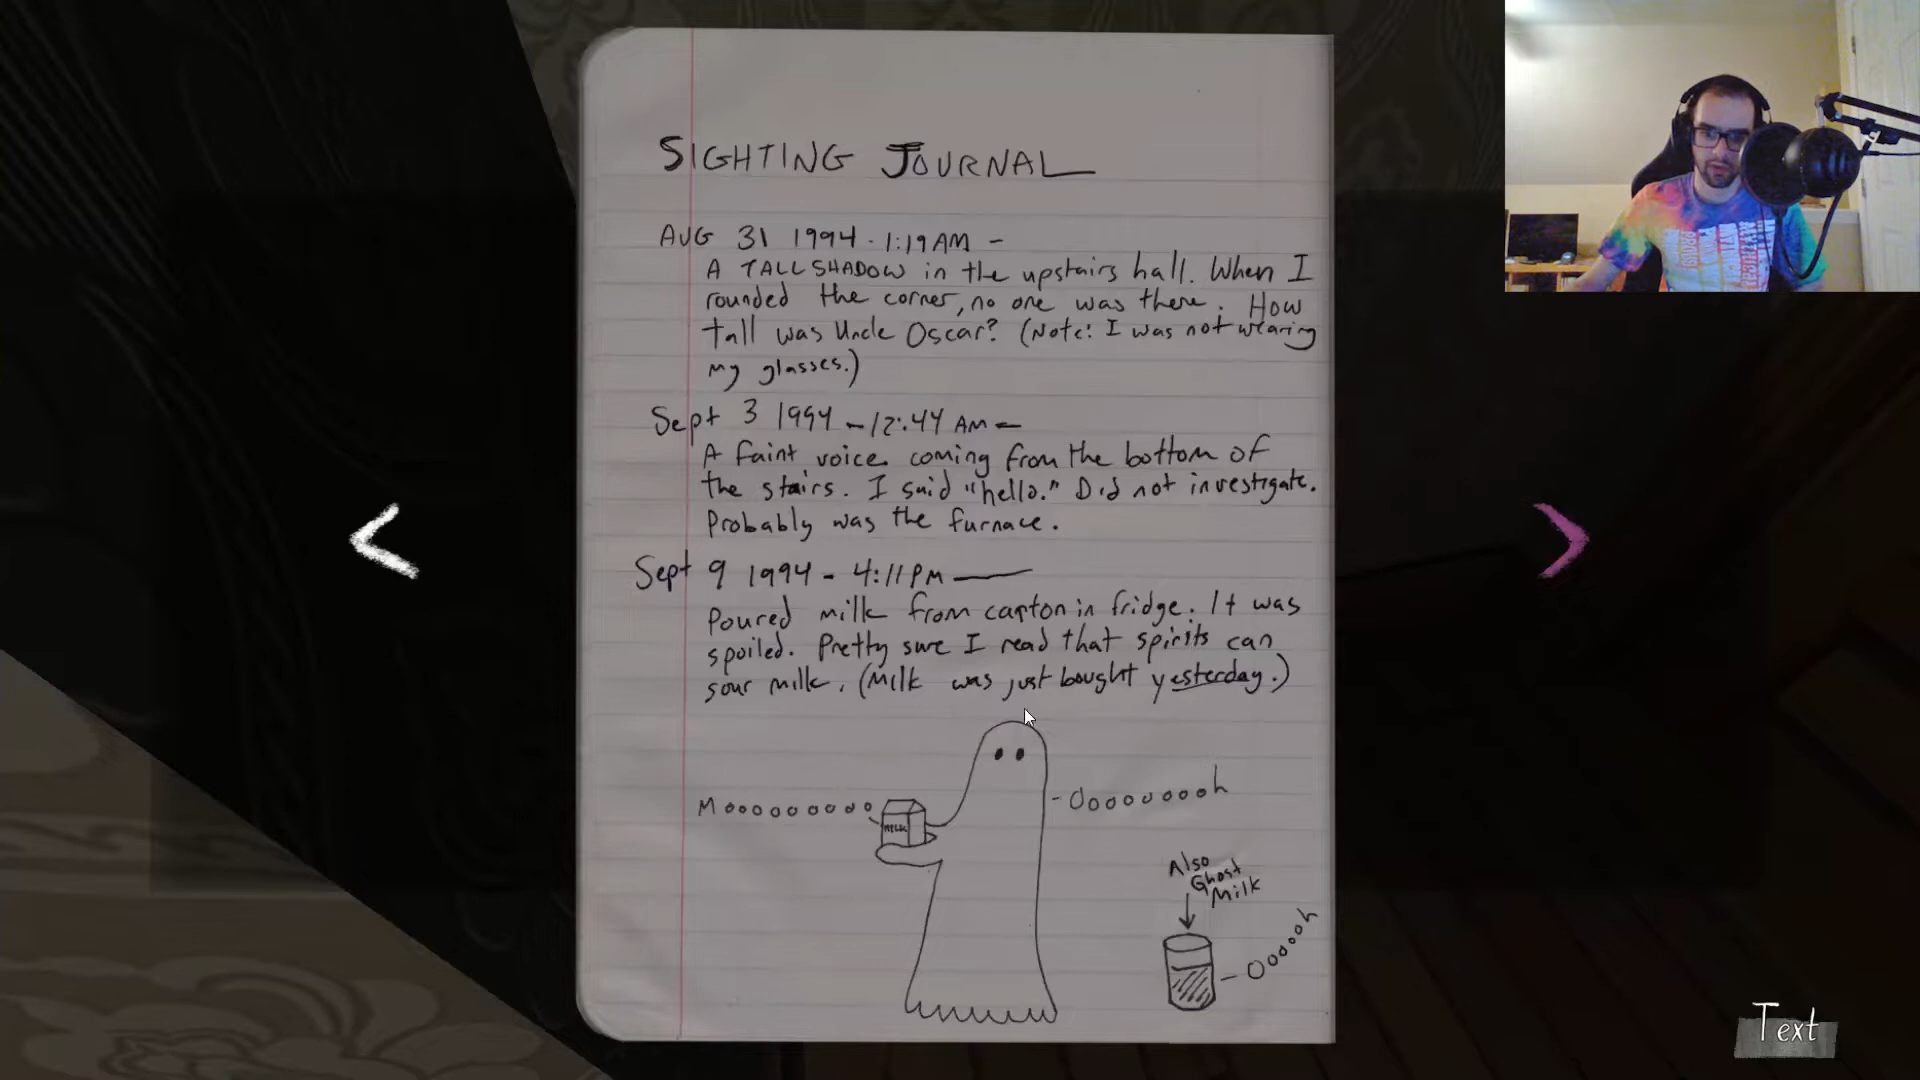 SIGHTING JOURNAL
AUG 31 1994 - 1:19 AM -
A TALL SHADOW in the upstairs hall. When I
rounded the corner, no one was there. How
tall was Uncle Oscar? (Note: I was not wearing
my glasses.)
Sept 3 1994 - 12:44 AM -
A faint voice coming from the bottom of
the stairs. I said "hello." Did not investigate.
Probably was the furnace.
Sept 9 1994 - 4:11 PM -
Poured milk from carton in fridge. It was
spoiled. Pretty sure I read that spirits can
sour milk. (Milk was just bought yesterday.)
Mooooooooo
MILK
-Oooooooooh
Also
Ghost
Milk
-Oooooh
Text